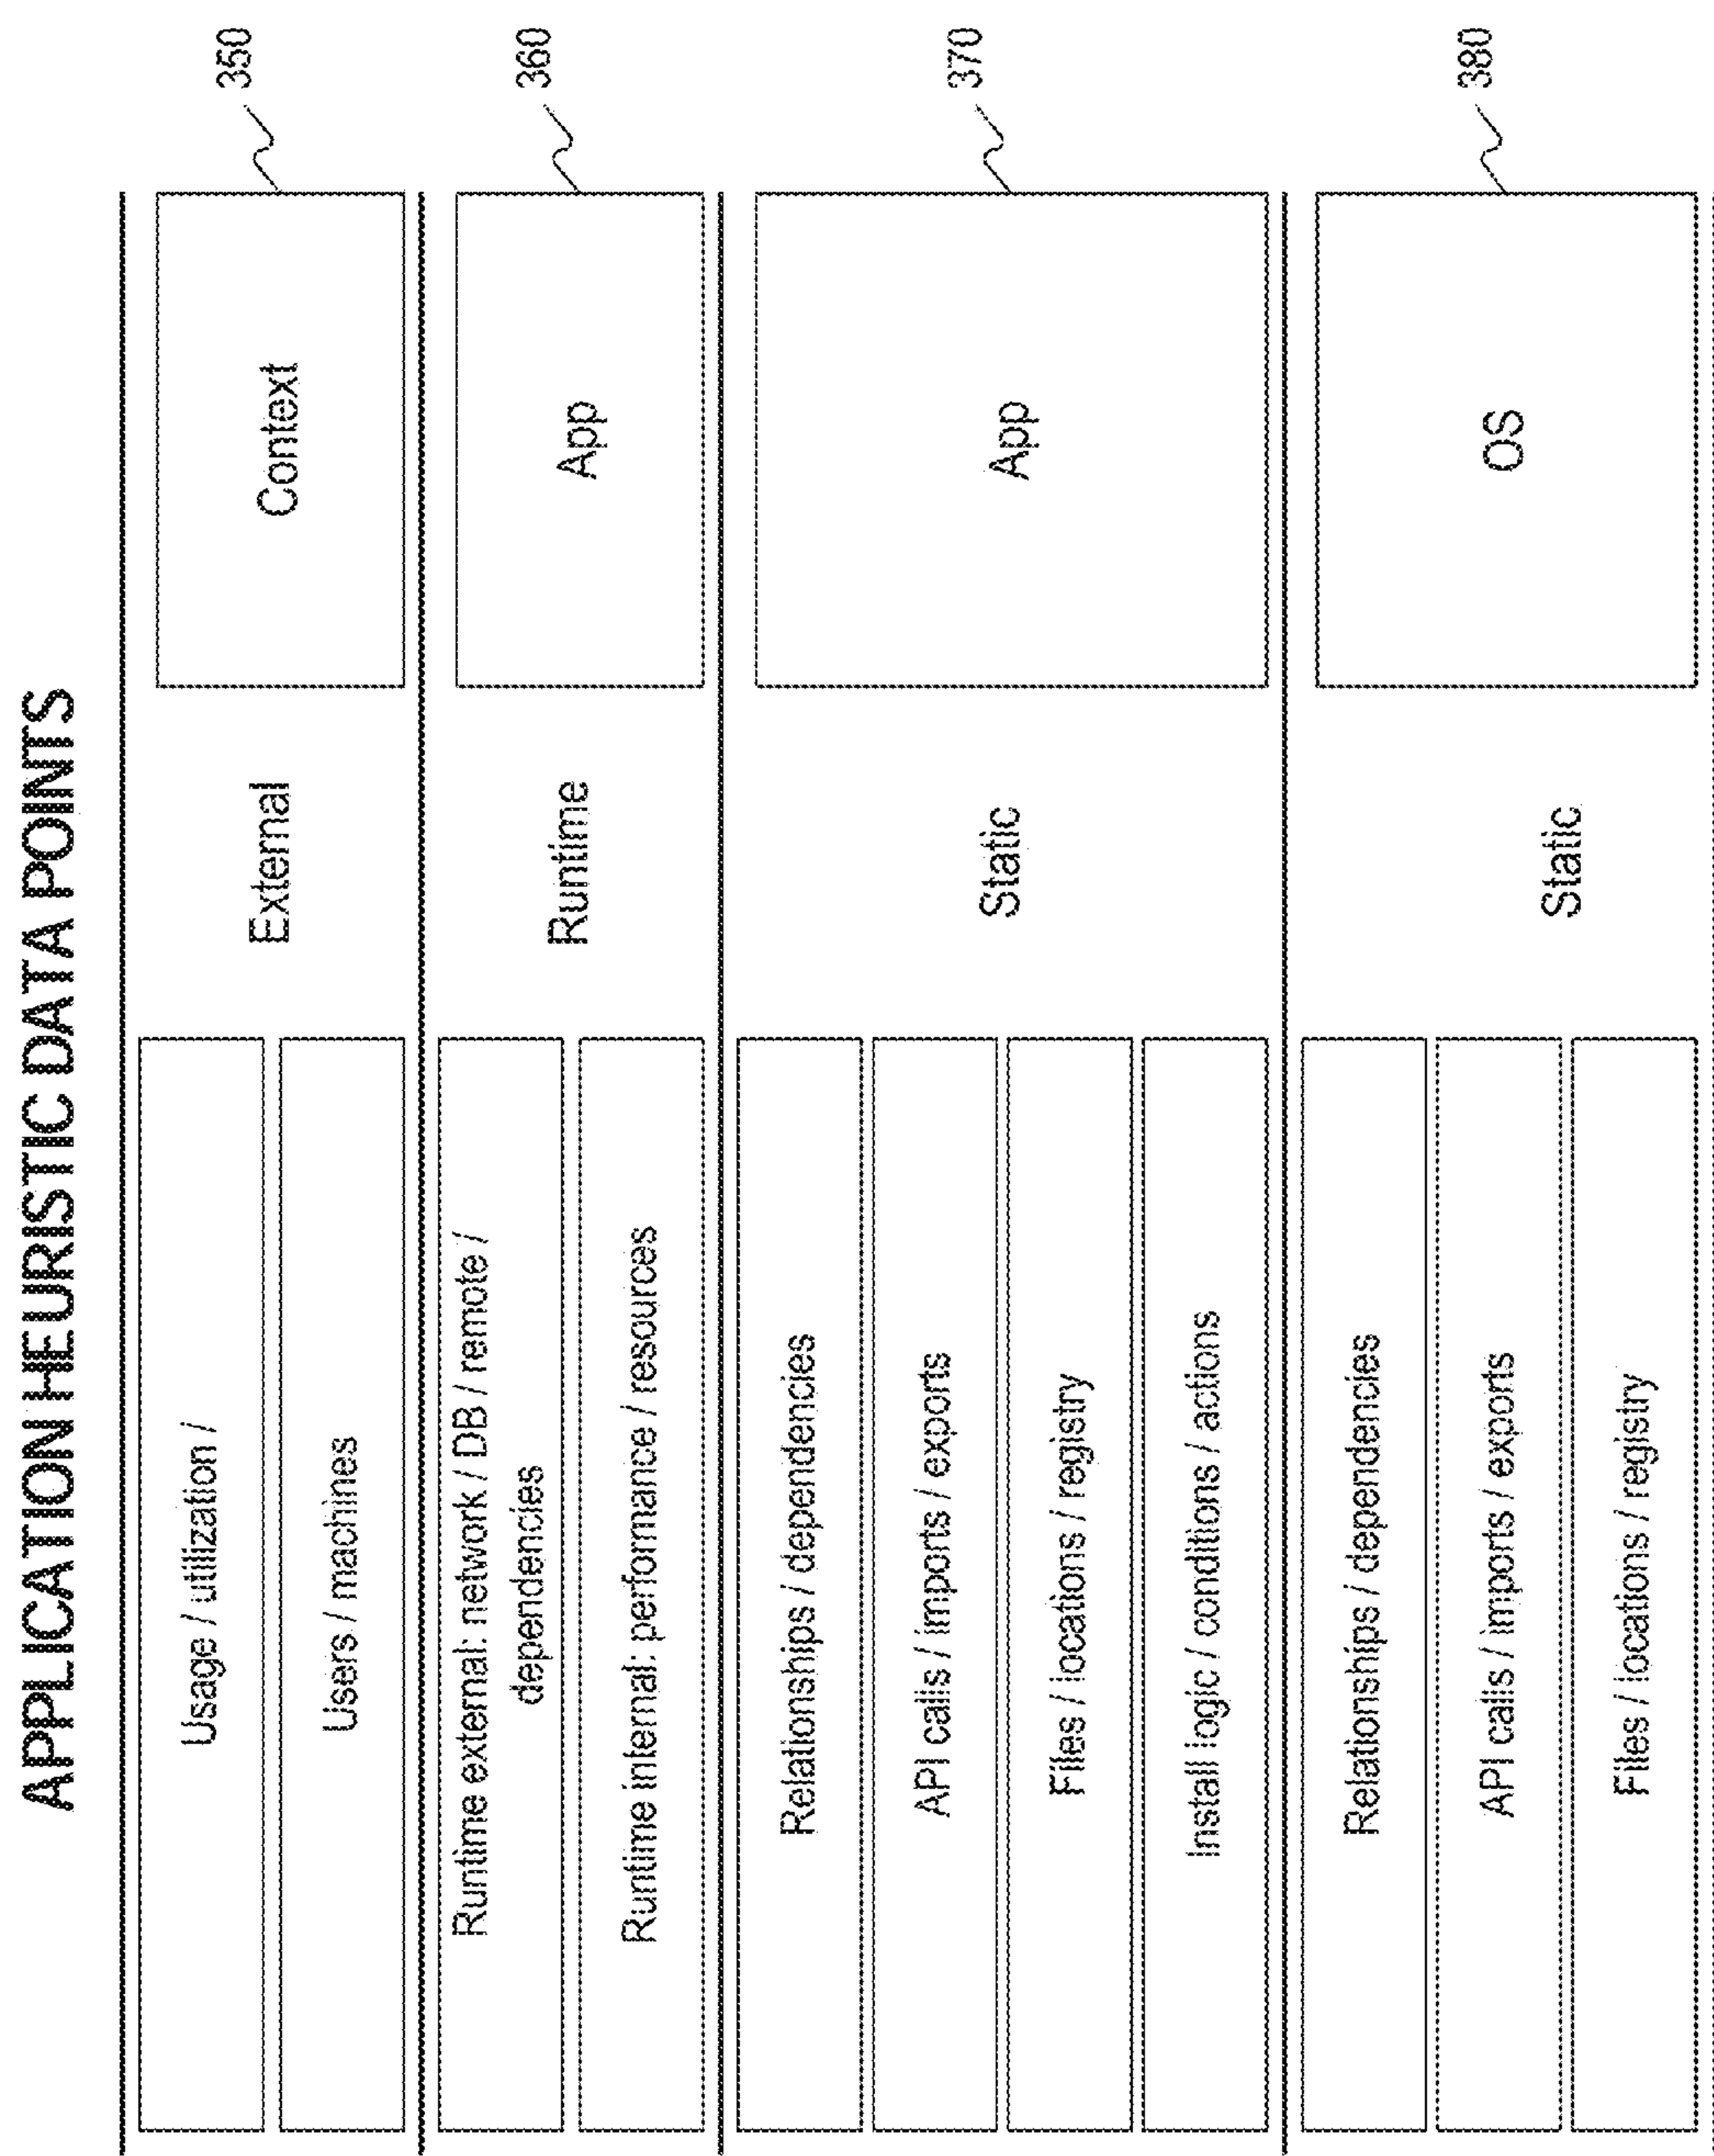 APPLICATION HEURISTIC DATA POINTS
Usage / utilization /
Users / machines
External
Context
350
Runtime external: network / DB / remote /
dependencies
Runtime internal: performance / resources
Runtime
App
360
Relationships / dependencies
API calls / imports / exports
Files / locations / registry
Install logic / conditions / actions
Static
App
370
Relationships / dependencies
API calls / imports / exports
Files / locations / registry
Static
OS
380